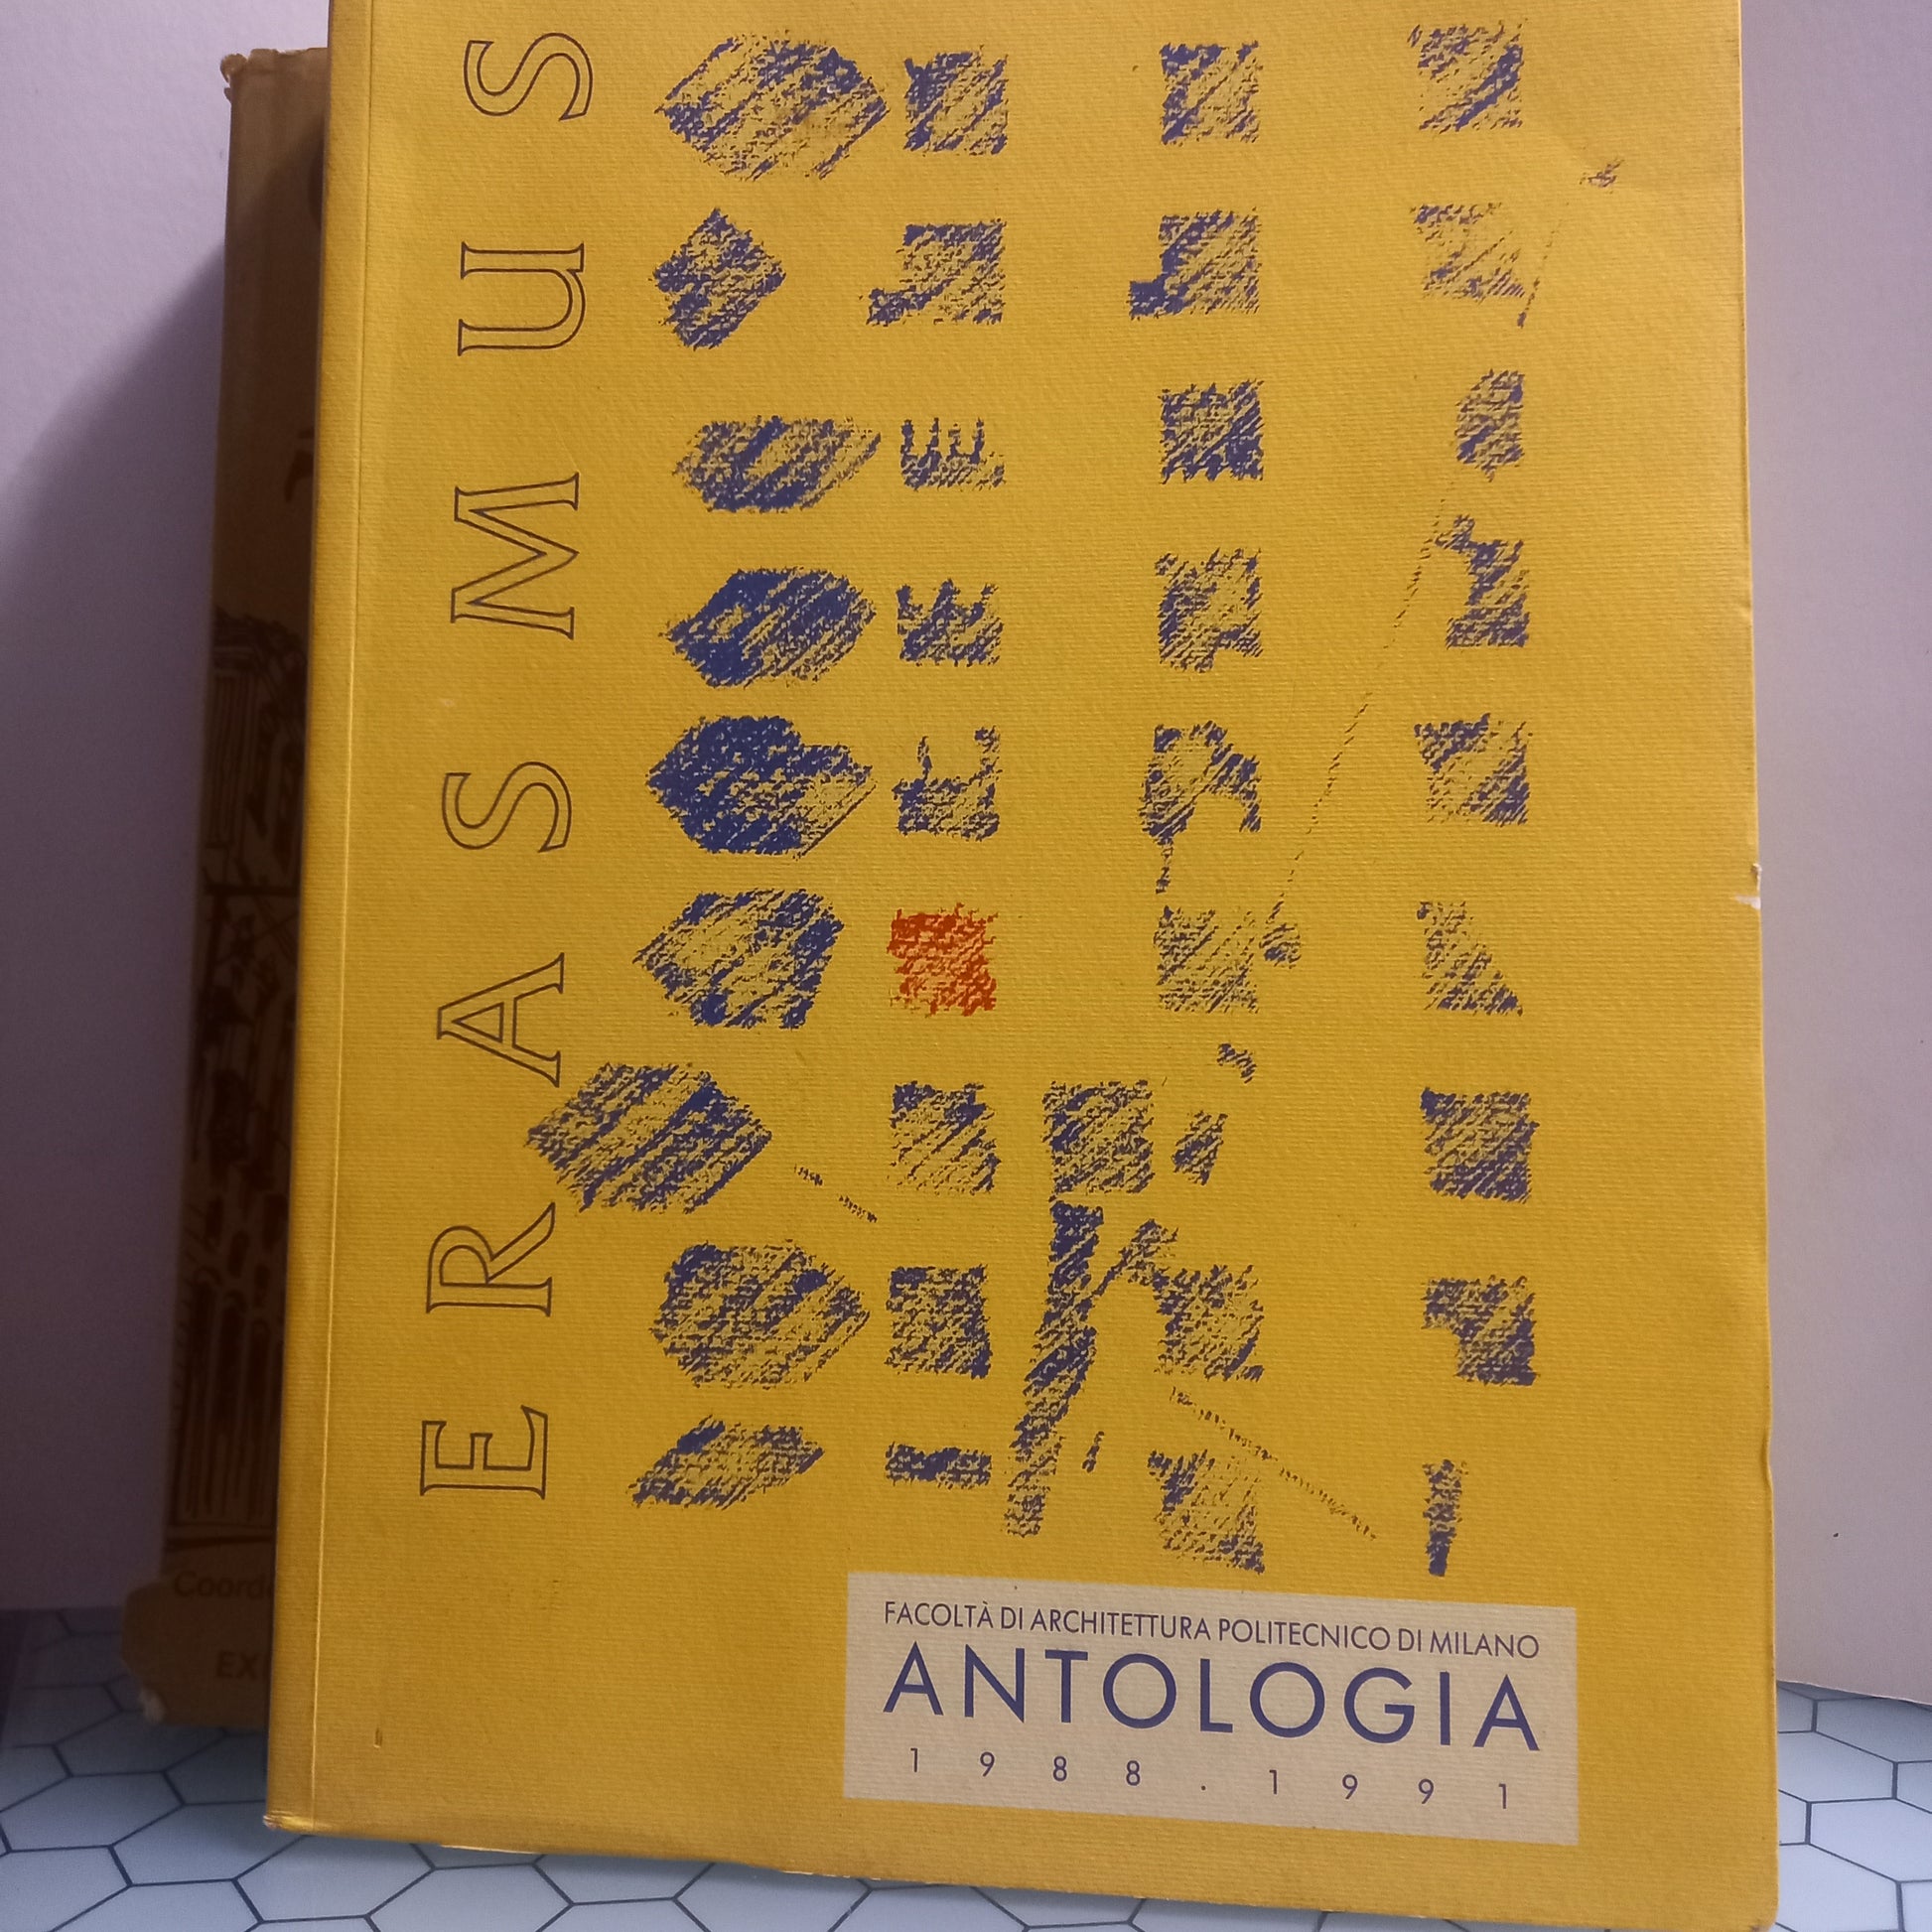 ERASMUS
FACOLTÀ DI ARCHITETTURA POLITECNICO DI MILANO
ANTOLOGIA
1988.1991